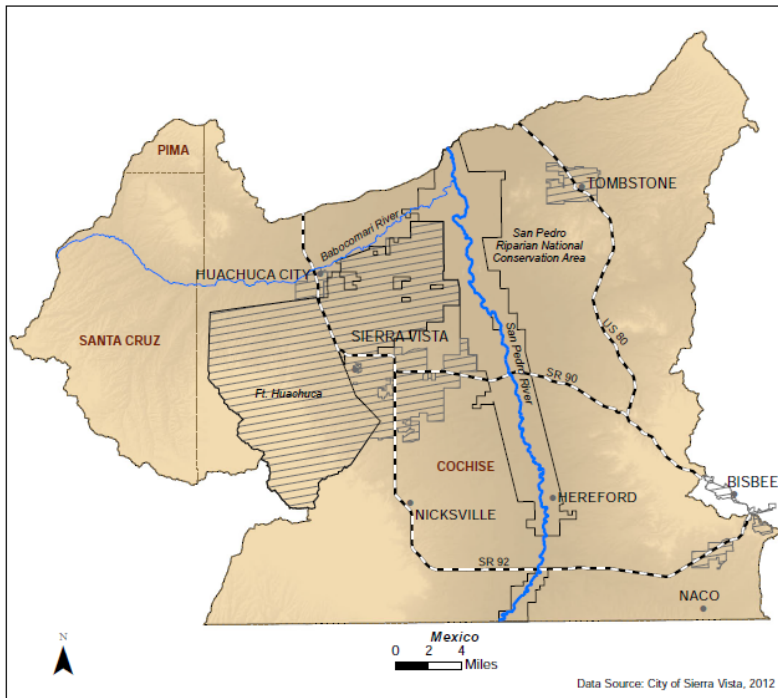 PIMA
TOMBSTONE
San Pedro
Riparian National
Conservation Area
Babocomari River
HUACHUCA CITY
SANTA CRUZ
SIERRA VISTA
US 80
San Pedro River
SR 90
Ft. Huachuca
COCHISE
BISBEE
HEREFORD
NICKSVILLE
SR 92
NACO
N
Mexico
0 2 4
Miles
Data Source: City of Sierra Vista, 2012